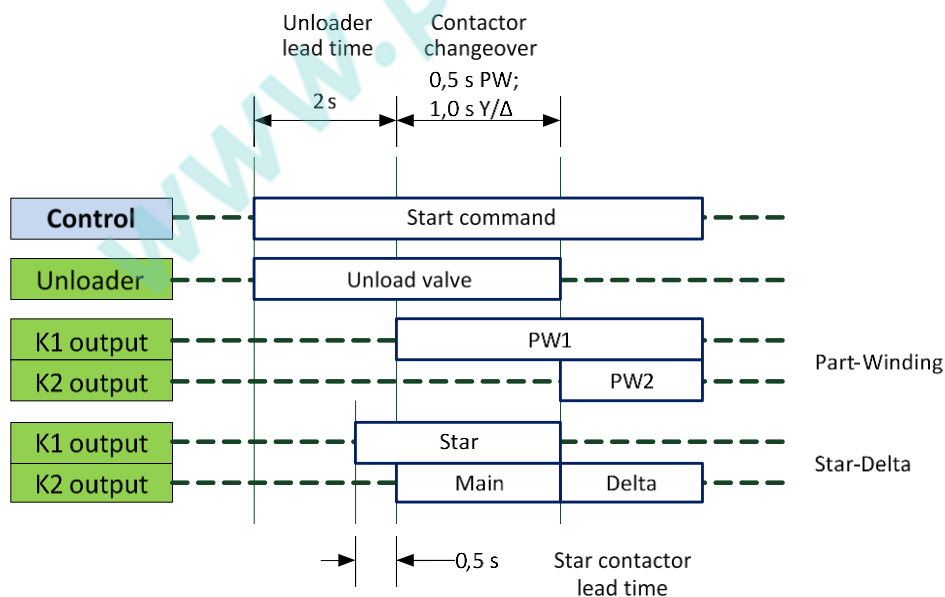 Unloader
lead time
Contactor
changeover
0,5 s PW;
1,0 s Y/Δ
2 s
Control
Start command
Unloader
Unload valve
K1 output
PW1
K2 output
PW2
Part-Winding
K1 output
Star
K2 output
Main
Delta
Star-Delta
0,5 s
Star contactor
lead time
www.p